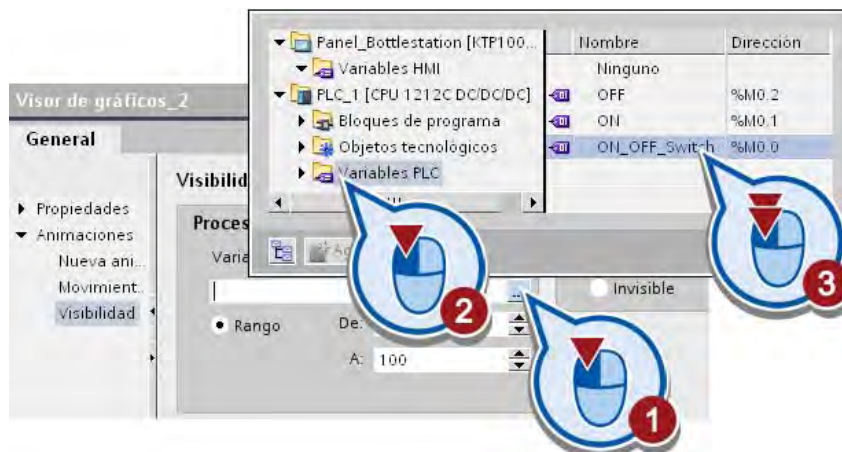 Panel_Bottlestation [KTP100...
Variables HMI
PLC_1 [CPU 1212C DC/DC/DC]
Bloques de programa
Objetos tecnológicos
Variables PLC
Nombre Dirección
Ninguno
OFF %M0.2
ON %M0.1
ON_OFF_Switch %M0.0
Visor de gráficos_2
General
Propiedades
Animaciones
Nueva ani...
Movimient...
Visibilidad
Visibilid
Proces
Varia
Rango De:
A: 100
Invisible
1
2
3